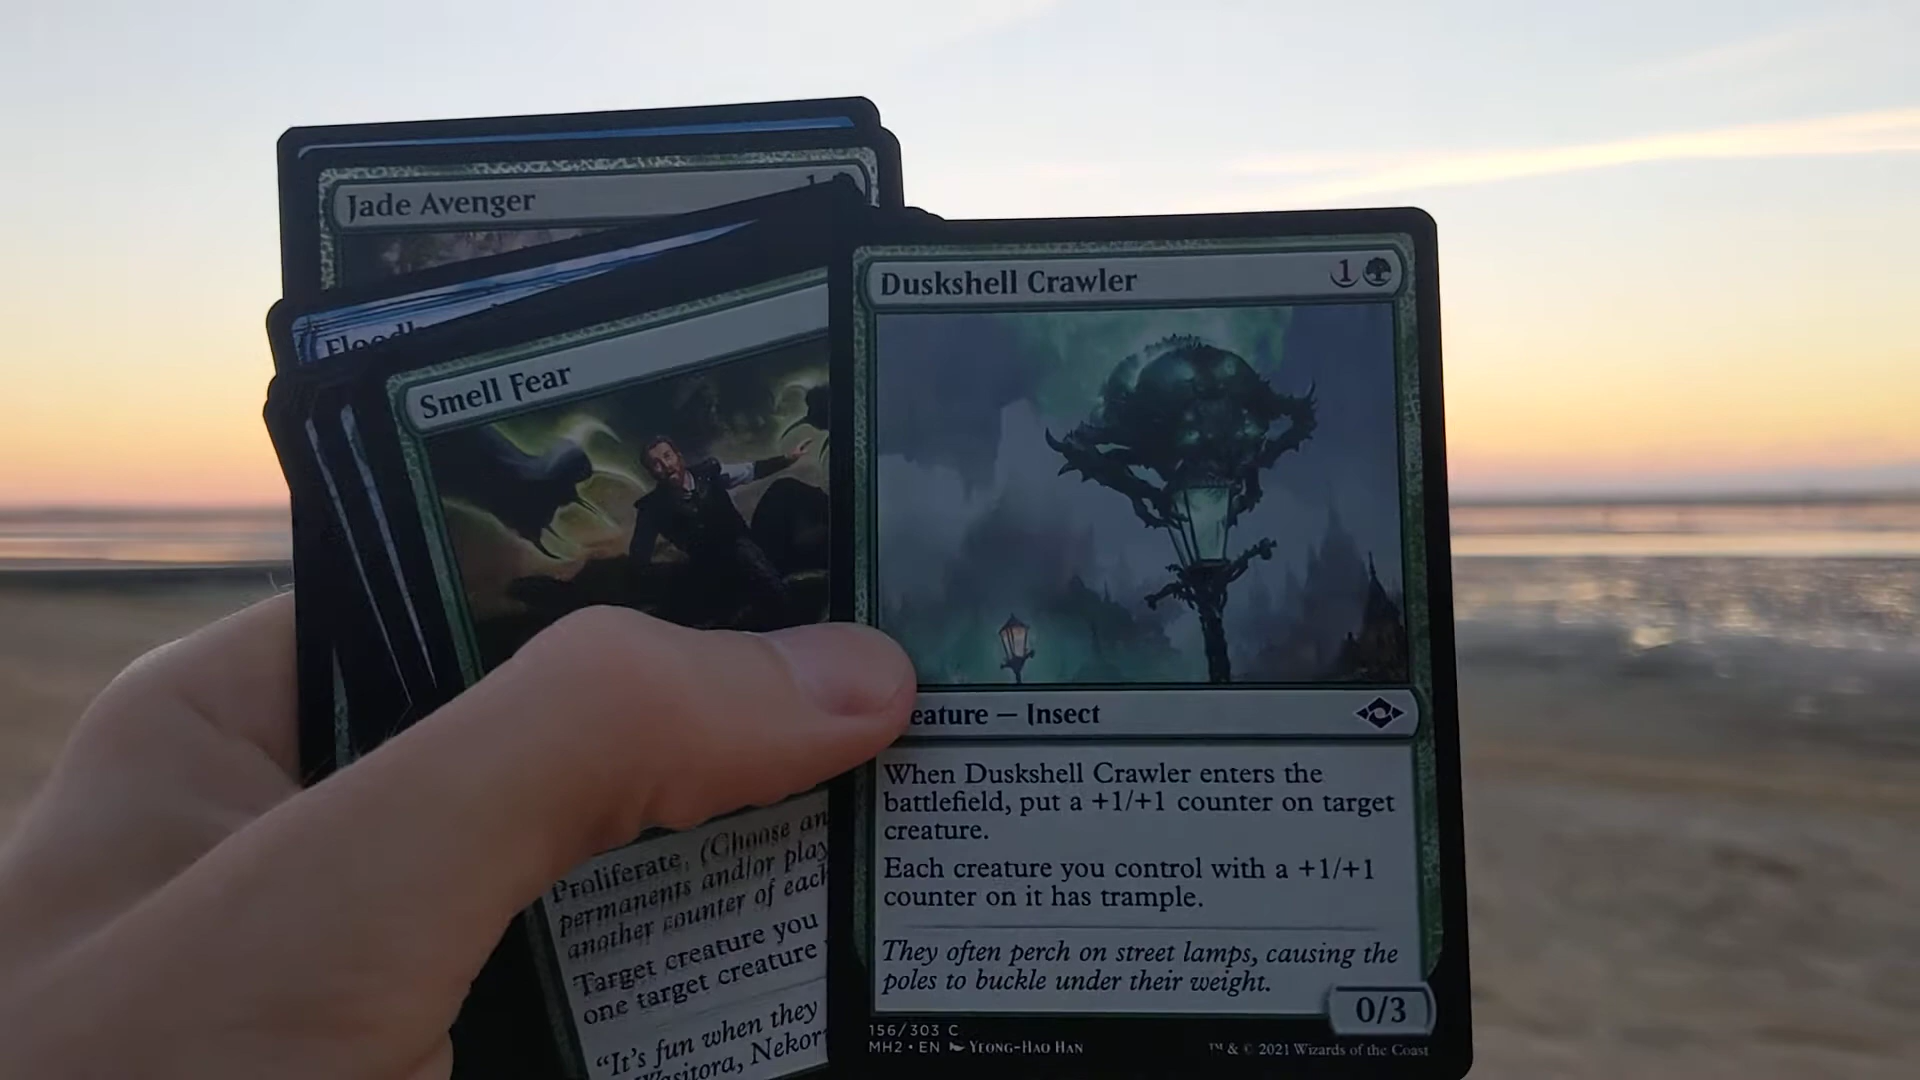 Jade Avenger
Smell Fear
Proliferate. (Choose an
permanents and/or play
another counter of each
Target creature you
one target creature
“It's fun when they
Wasitora, Nekor
Duskshell Crawler
1
eature — Insect
When Duskshell Crawler enters the
battlefield, put a +1/+1 counter on target
creature.
Each creature you control with a +1/+1
counter on it has trample.
They often perch on street lamps, causing the
poles to buckle under their weight.
0/3
156/303 C
MH2 • EN Yeong-Hao Han
™ & © 2021 Wizards of the Coast